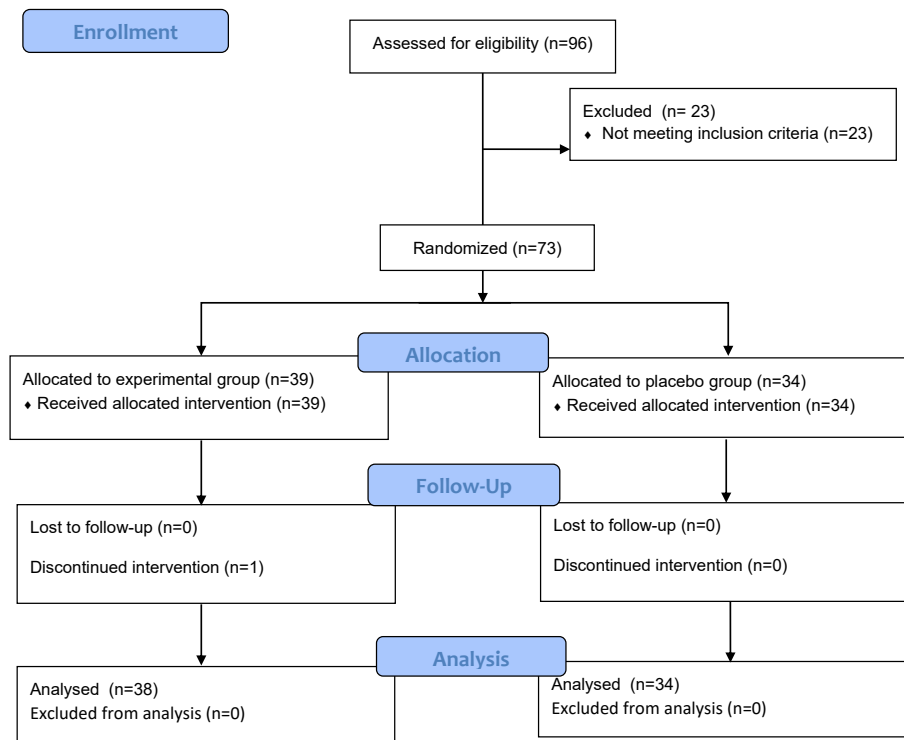 Enrollment
Assessed for eligibility (n=96)
Excluded (n= 23)
♦ Not meeting inclusion criteria (n=23)
Randomized (n=73)
Allocation
Allocated to experimental group (n=39)
♦ Received allocated intervention (n=39)
Allocated to placebo group (n=34)
♦ Received allocated intervention (n=34)
Follow-Up
Lost to follow-up (n=0)
Discontinued intervention (n=1)
Lost to follow-up (n=0)
Discontinued intervention (n=0)
Analysis
Analysed (n=38)
Excluded from analysis (n=0)
Analysed (n=34)
Excluded from analysis (n=0)